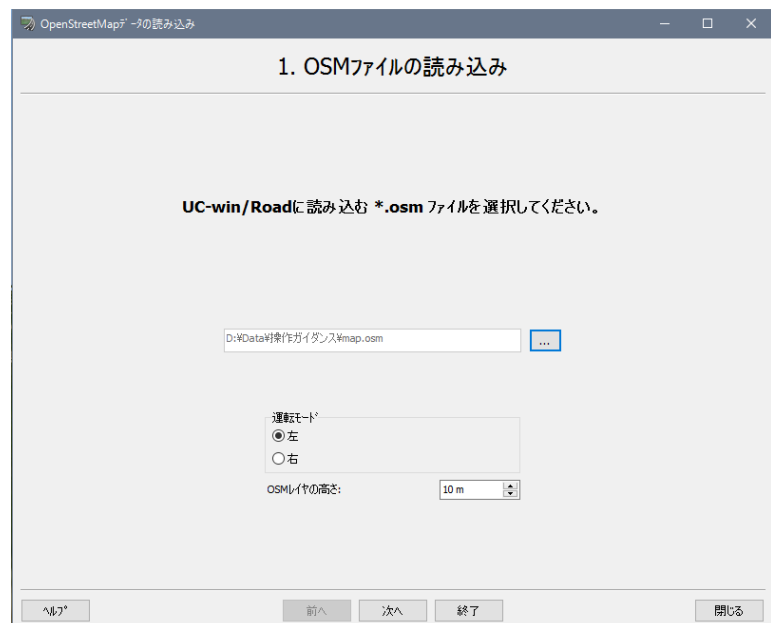 OpenStreetMapﾃﾞｰﾀの読み込み
1. OSMﾌｧｲﾙの読み込み
UC-win/Roadに読み込む *.osm ﾌｧｲﾙを選択してください。
D:¥Data¥操作ガイダンス¥map.osm
...
運転ﾓｰﾄﾞ
左
右
OSMﾚｲﾔの高さ:
10 m
ﾍﾙﾌﾟ
前へ
次へ
終了
閉じる